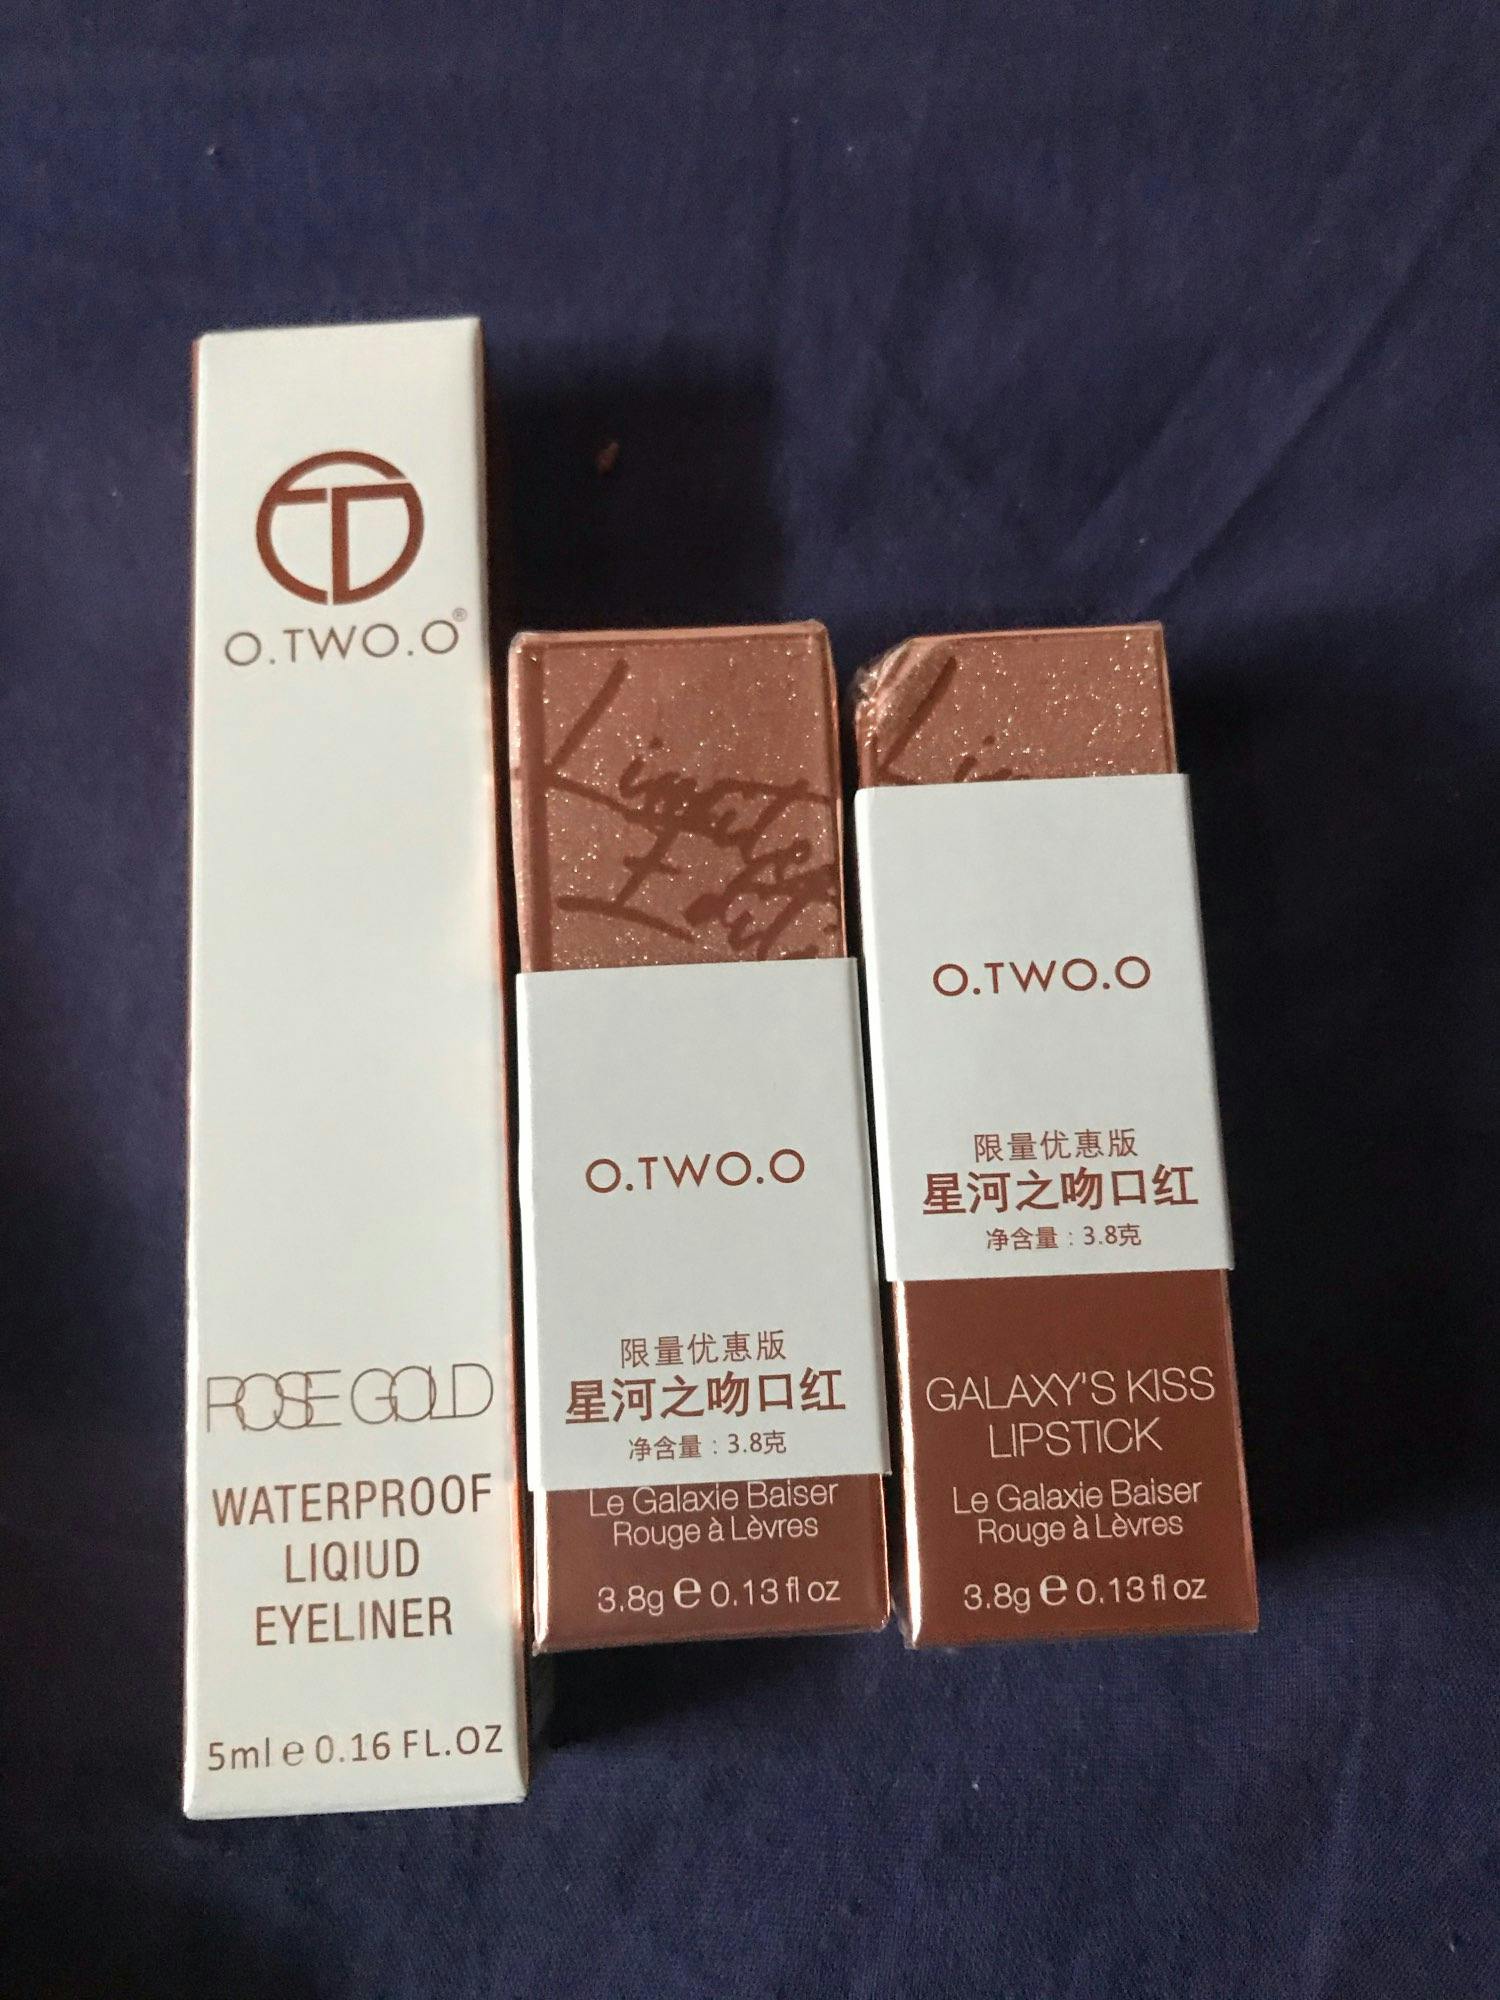 O.TWO.O®
ROSE GOLD
WATERPROOF
LIQIUD
EYELINER
5ml e 0.16 FL.OZ
Limited
Editi
O.TWO.O
限量优惠版
星河之吻口红
净含量：3.8克
Le Galaxie Baiser
Rouge à Lèvres
3.8g e 0.13 fl oz
O.TWO.O
限量优惠版
星河之吻口红
净含量：3.8克
GALAXY'S KISS
LIPSTICK
Le Galaxie Baiser
Rouge à Lèvres
3.8g e 0.13 fl oz